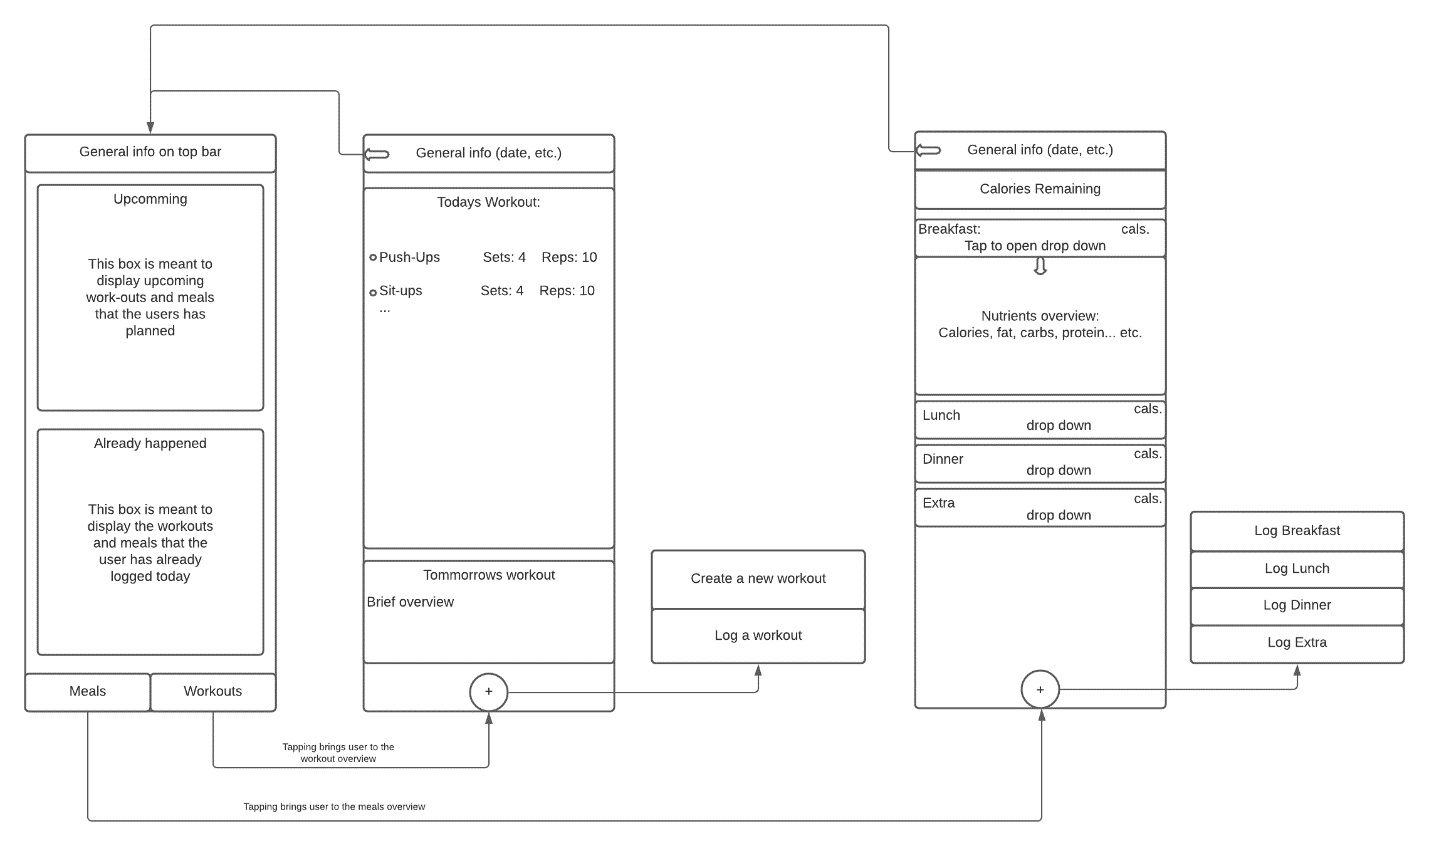 General info on top bar
Upcomming
This box is meant to
display upcoming
work-outs and meals
that the users has
planned
Already happened
This box is meant to
display the workouts
and meals that the
user has already
logged today
Meals
Workouts
General info (date, etc.)
Todays Workout:
Push-Ups Sets: 4 Reps: 10
Sit-ups Sets: 4 Reps: 10
...
Tommorrows workout
Brief overview
+
Create a new workout
Log a workout
General info (date, etc.)
Calories Remaining
Breakfast: cals.
Tap to open drop down
Nutrients overview:
Calories, fat, carbs, protein... etc.
Lunch cals.
drop down
Dinner cals.
drop down
Extra cals.
drop down
+
Log Breakfast
Log Lunch
Log Dinner
Log Extra
Tapping brings user to the
workout overview
Tapping brings user to the meals overview